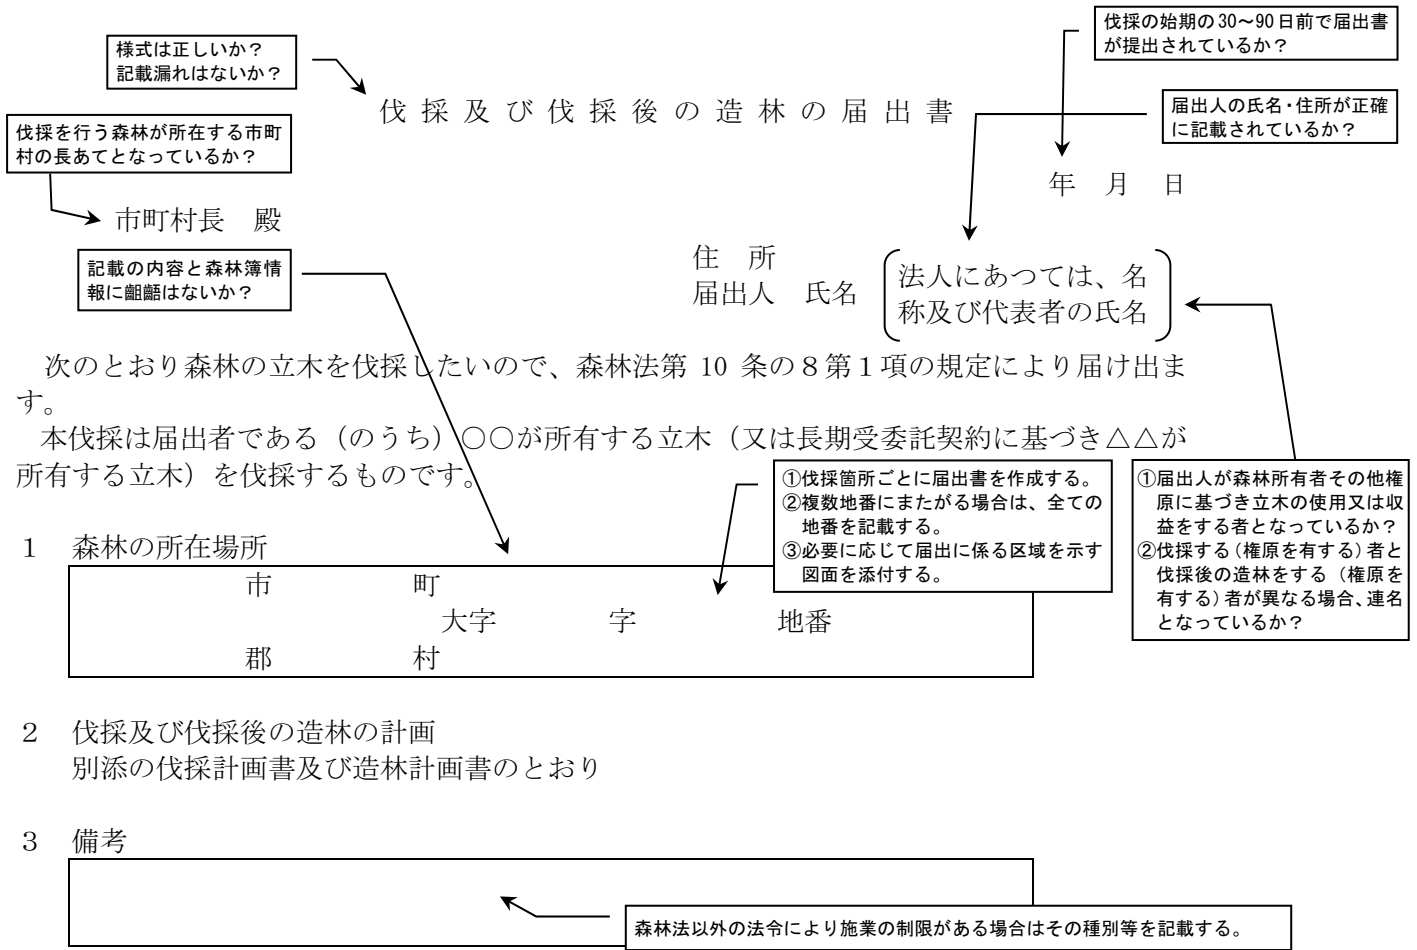 伐採の始期の30～90日前で届出書
が提出されているか？
様式は正しいか？
記載漏れはないか？
伐採及び伐採後の造林の届出書
届出人の氏名・住所が正確
に記載されているか？
伐採を行う森林が所在する市町
村の長あてとなっているか？
年　月　日
市町村長　殿
記載の内容と森林簿情
報に齟齬はないか？
住　所
届出人　氏名
法人にあつては、名
称及び代表者の氏名
次のとおり森林の立木を伐採したいので、森林法第 10 条の８第１項の規定により届け出ま
す。
本伐採は届出者である（のうち）○○が所有する立木（又は長期受委託契約に基づき△△が
所有する立木）を伐採するものです。
①伐採箇所ごとに届出書を作成する。
②複数地番にまたがる場合は、全ての
地番を記載する。
③必要に応じて届出に係る区域を示す
図面を添付する。
①届出人が森林所有者その他権
原に基づき立木の使用又は収
益をする者となっているか？
②伐採する（権原を有する）者と
伐採後の造林をする（権原を
有する）者が異なる場合、連名
となっているか？
１　森林の所在場所
市　町
大字　字　地番
郡　村
２　伐採及び伐採後の造林の計画
別添の伐採計画書及び造林計画書のとおり
３　備考
森林法以外の法令により施業の制限がある場合はその種別等を記載する。